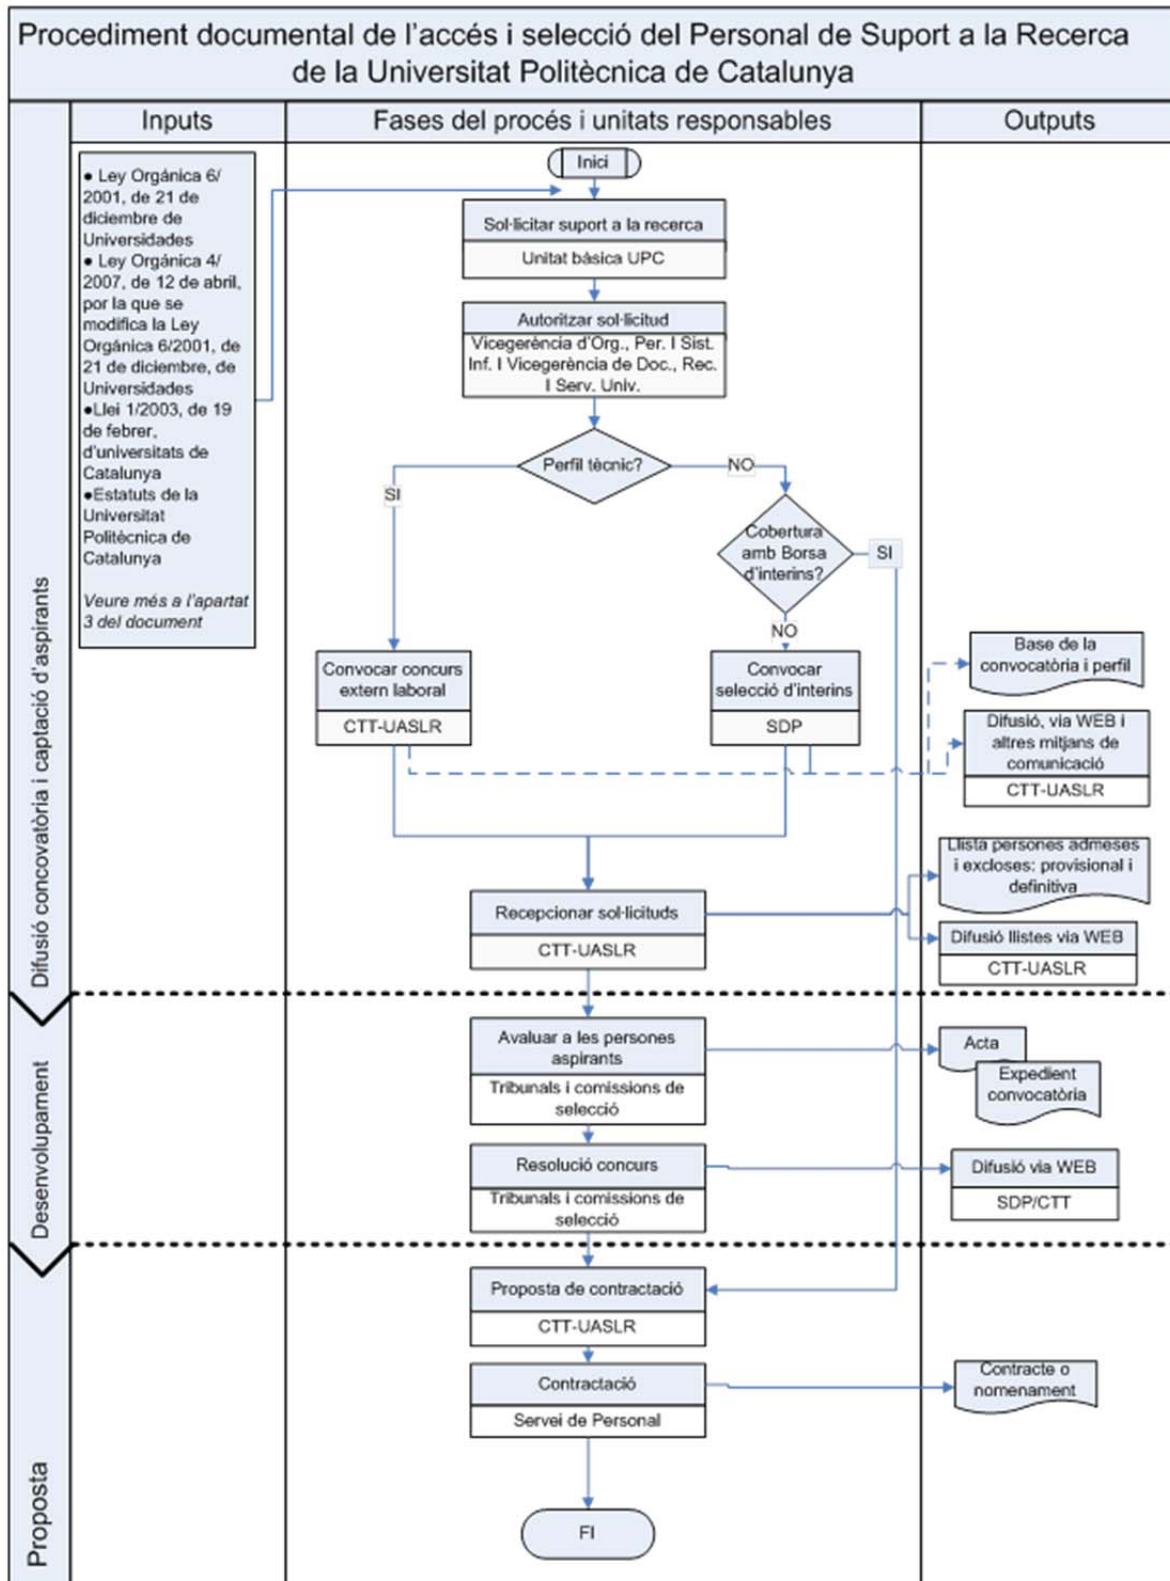 Procediment documental de l'accés i selecció del Personal de Suport a la Recerca
de la Universitat Politècnica de Catalunya
Inputs
Fases del procés i unitats responsables
Outputs
Difusió concovatòria i captació d'aspirants
● Ley Orgánica 6/
2001, de 21 de
diciembre de
Universidades
● Ley Orgánica 4/
2007, de 12 de abril,
por la que se
modifica la Ley
Orgánica 6/2001, de
21 de diciembre, de
Universidades
●Llei 1/2003, de 19
de febrer,
d'universitats de
Catalunya
●Estatuts de la
Universitat
Politècnica de
Catalunya
Veure més a l'apartat
3 del document
Inici
Sol·licitar suport a la recerca
Unitat bàsica UPC
Autoritzar sol·licitud
Vicegerència d'Org., Per. I Sist.
Inf. I Vicegerència de Doc., Rec.
I Serv. Univ.
Perfil tècnic?
SI
NO
Cobertura
amb Borsa
d'interins?
SI
NO
Convocar concurs
extern laboral
CTT-UASLR
Convocar
selecció d'interins
SDP
Base de la
convocatòria i perfil
Difusió, via WEB i
altres mitjans de
comunicació
CTT-UASLR
Recepcionar sol·licituds
CTT-UASLR
Llista persones admeses
i excloses: provisional i
definitiva
Difusió llistes via WEB
CTT-UASLR
Desenvolupament
Avaluar a les persones
aspirants
Tribunals i comissions de
selecció
Acta
Expedient
convocatòria
Resolució concurs
Tribunals i comissions de
selecció
Difusió via WEB
SDP/CTT
Proposta
Proposta de contractació
CTT-UASLR
Contractació
Servei de Personal
Contracte o
nomenament
FI